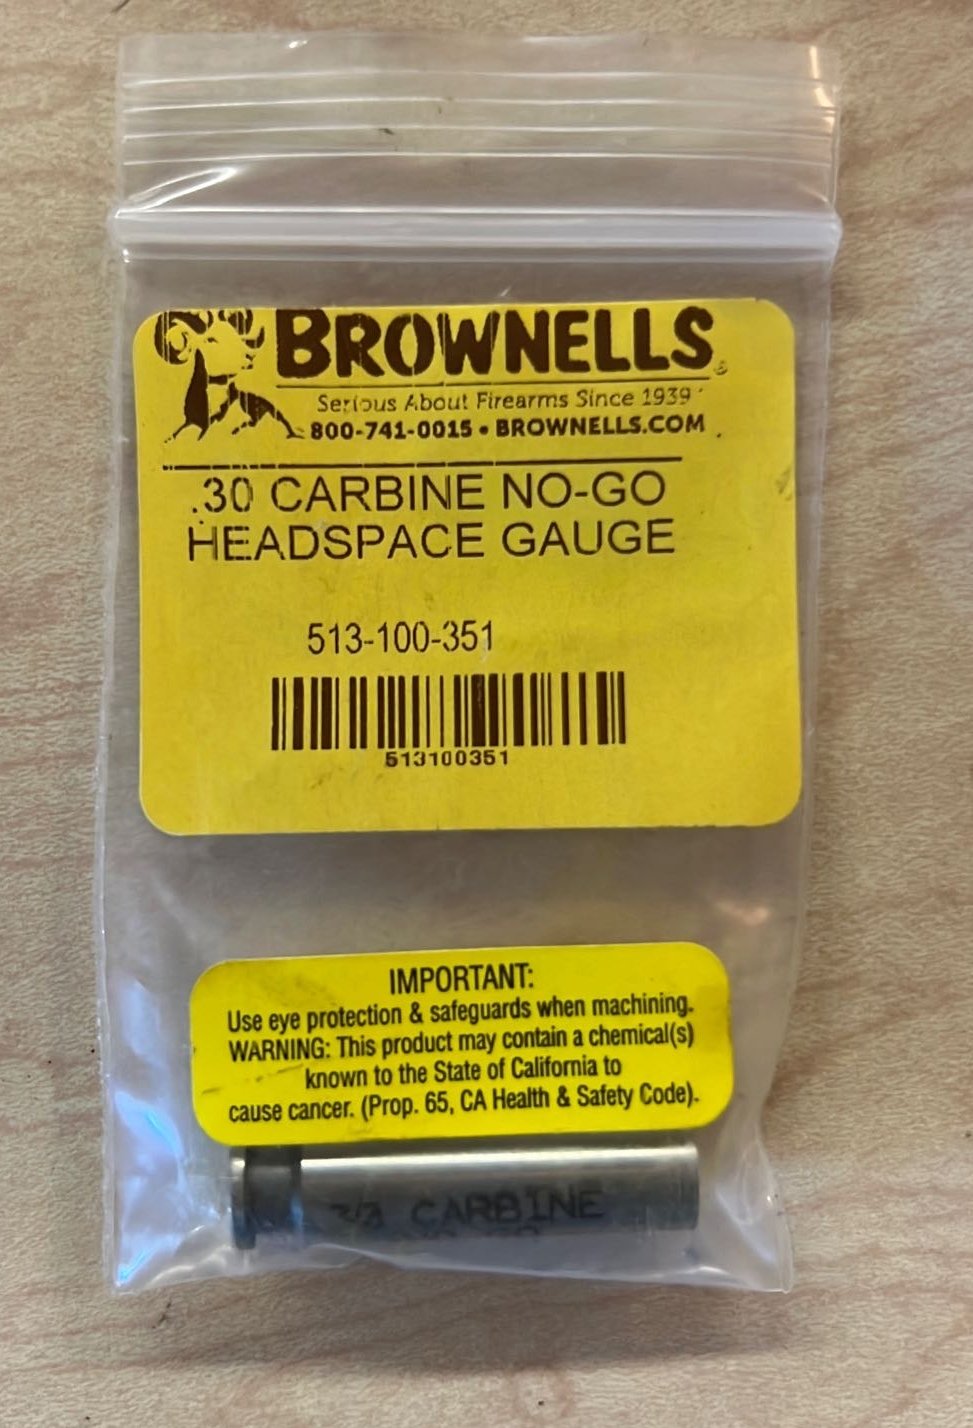 BROWNELLS
Serious About Firearms Since 1939
800-741-0015 • BROWNELLS.COM
.30 CARBINE NO-GO
HEADSPACE GAUGE
513-100-351
513100351
IMPORTANT:
Use eye protection & safeguards when machining.
WARNING: This product may contain a chemical(s)
known to the State of California to
cause cancer. (Prop. 65, CA Health & Safety Code).
CARBINE